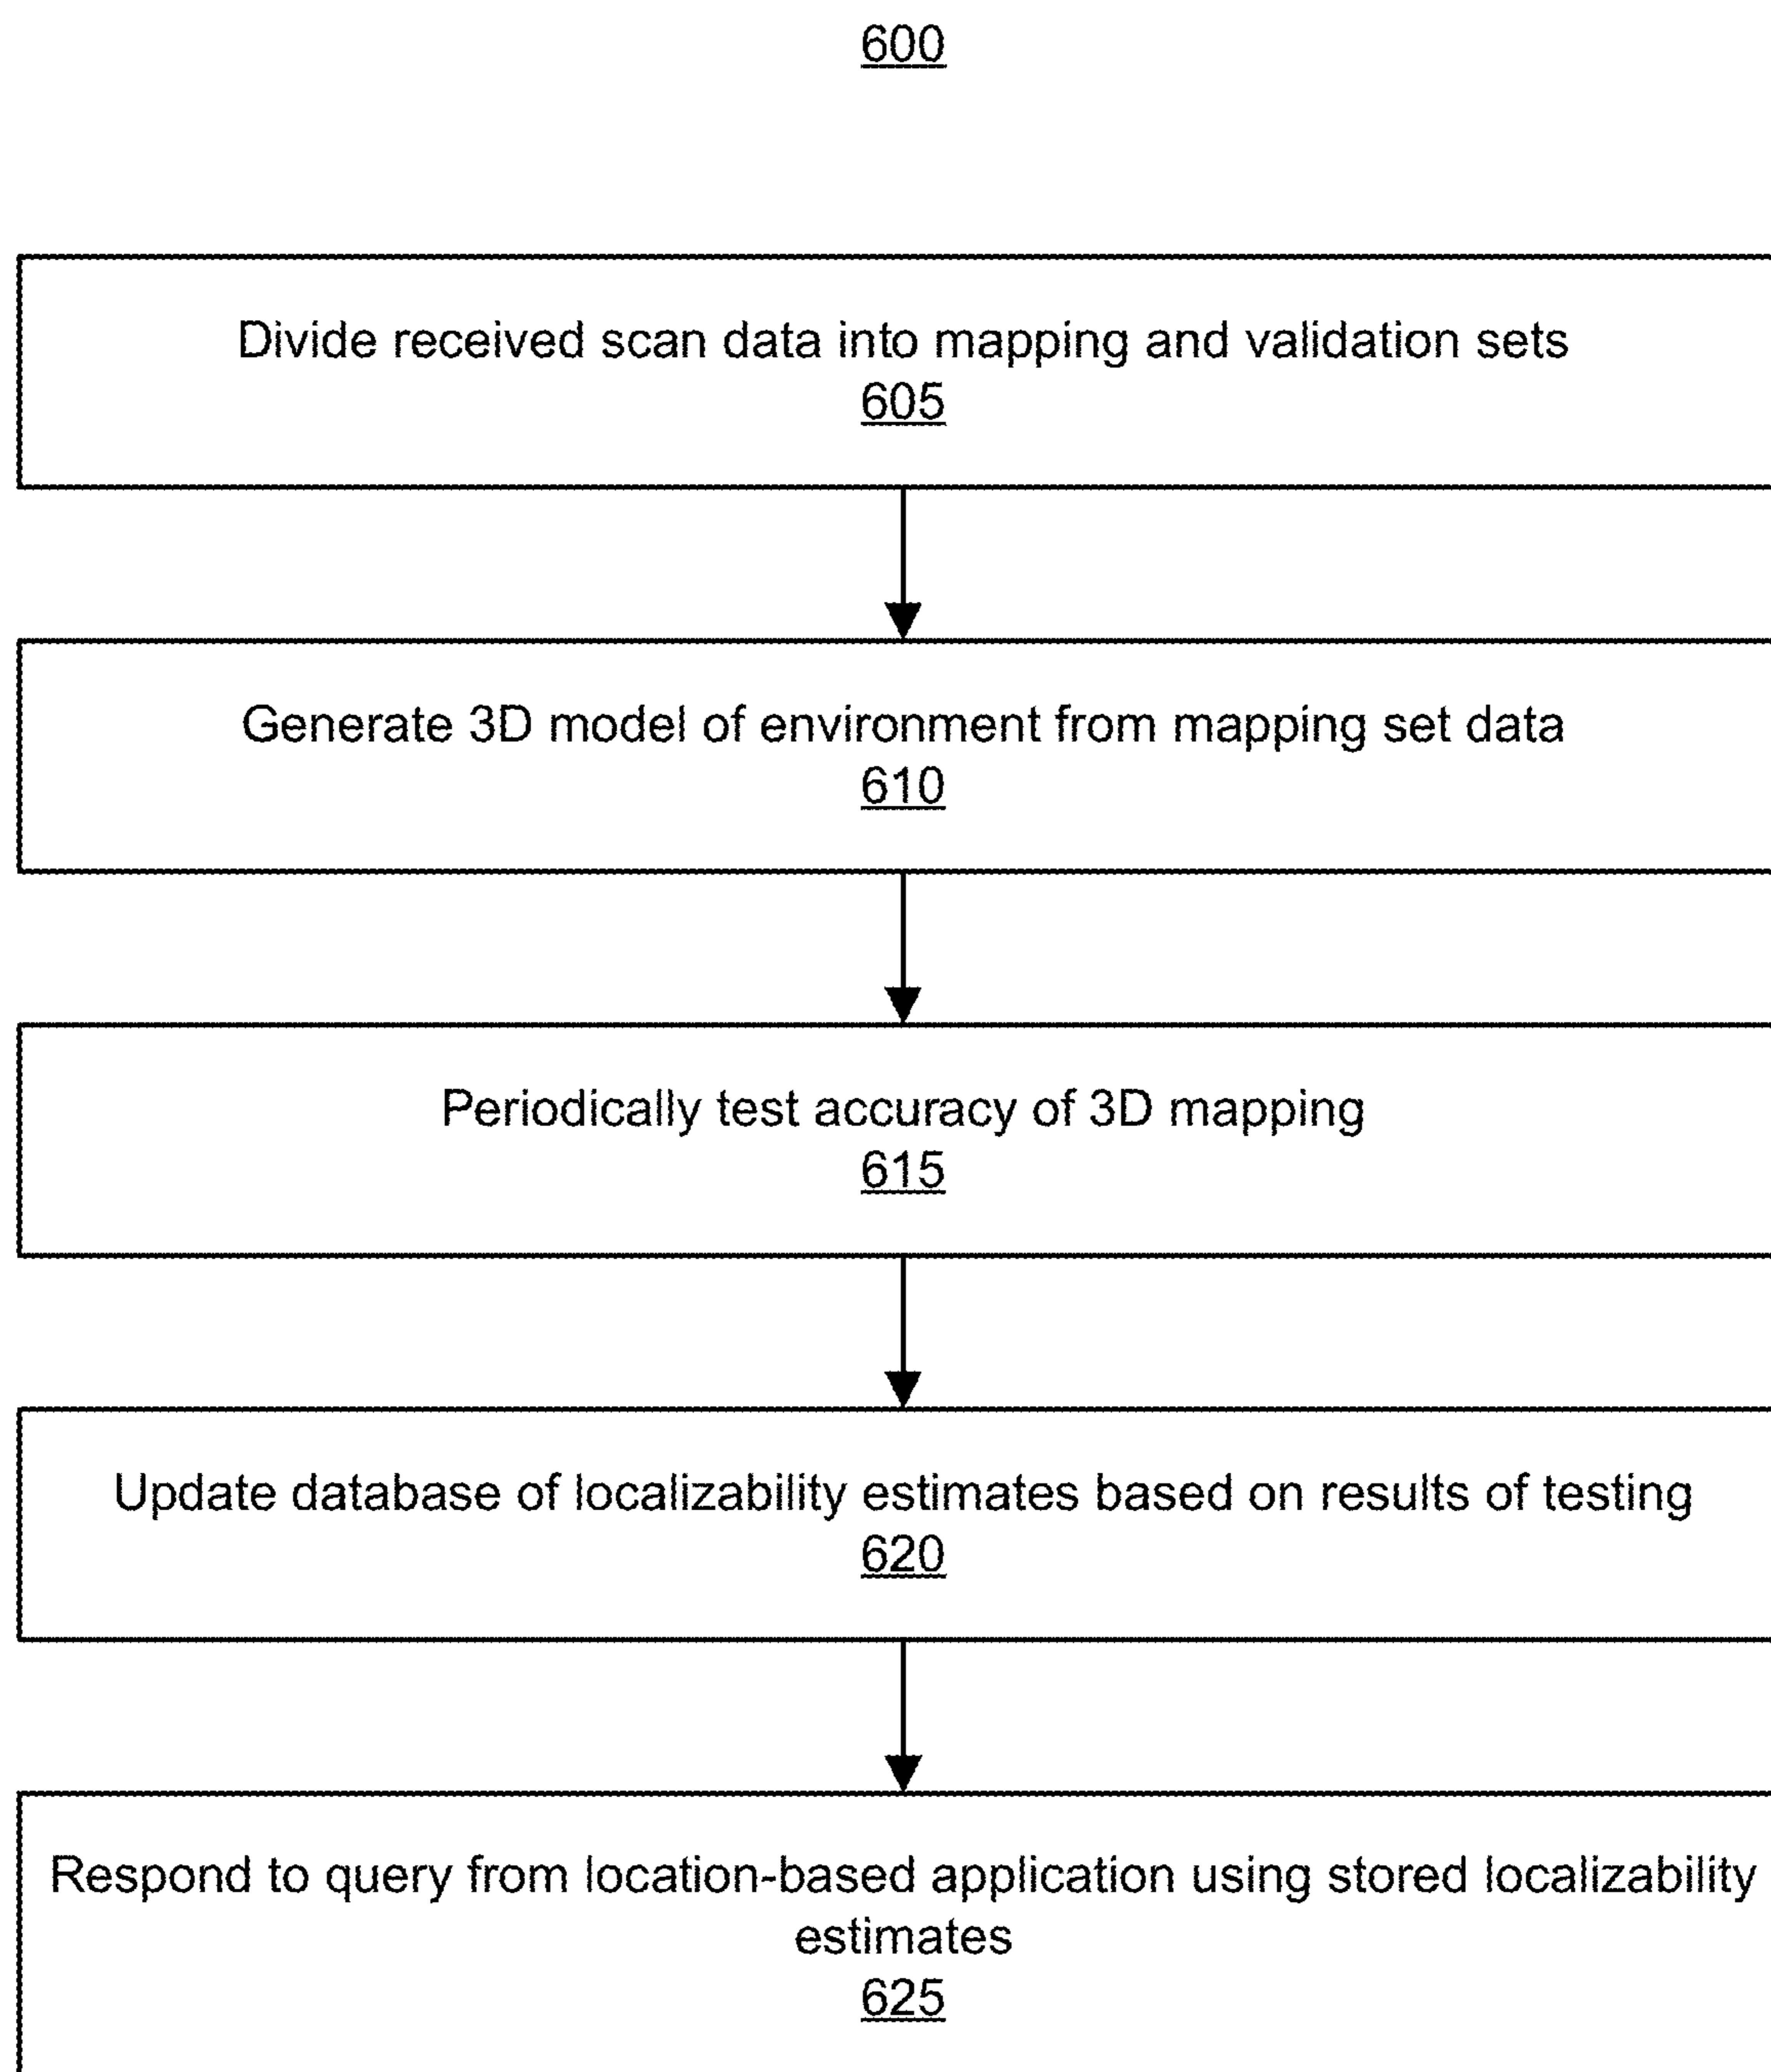 600
Divide received scan data into mapping and validation sets
605
Generate 3D model of environment from mapping set data
610
Periodically test accuracy of 3D mapping
615
Update database of localizability estimates based on results of testing
620
Respond to query from location-based application using stored localizability
estimates
625